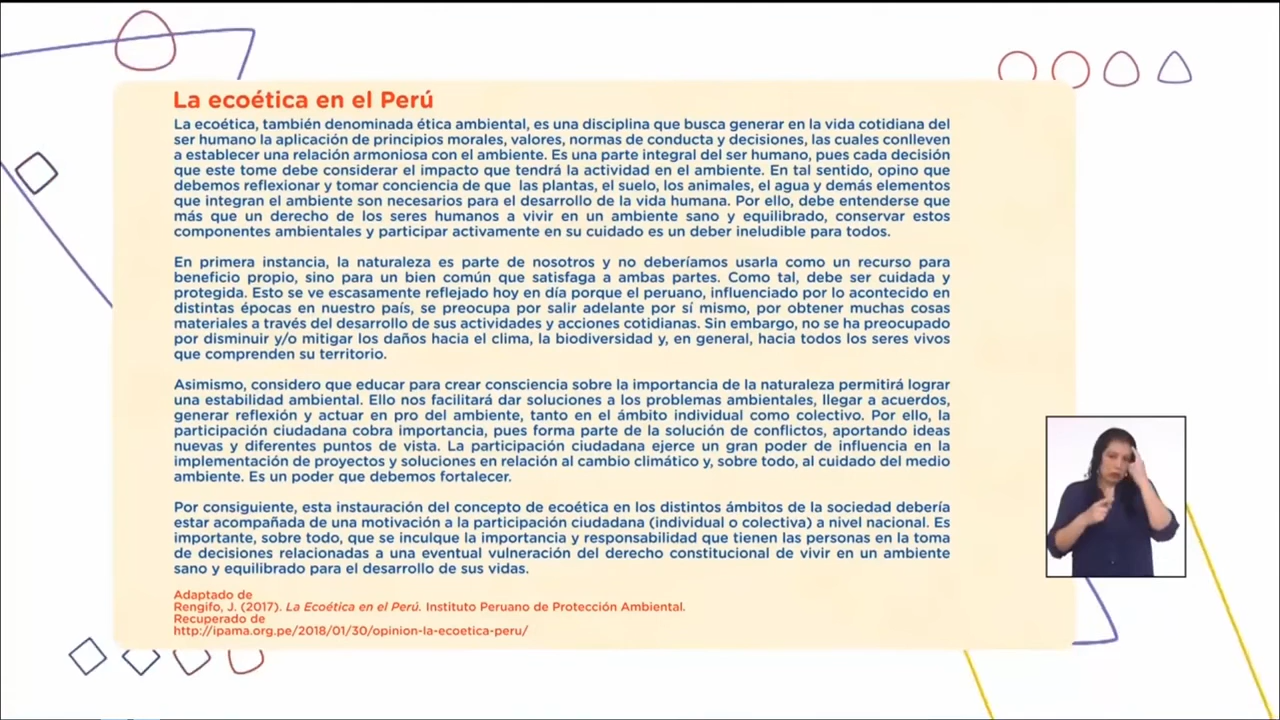 La ecoética en el Perú
La ecoética, también denominada ética ambiental, es una disciplina que busca generar en la vida cotidiana del
ser humano la aplicación de principios morales, valores, normas de conducta y decisiones, las cuales conlleven
a establecer una relación armoniosa con el ambiente. Es una parte integral del ser humano, pues cada decisión
que este tome debe considerar el impacto que tendrá la actividad en el ambiente. En tal sentido, opino que
debemos reflexionar y tomar conciencia de que las plantas, el suelo, los animales, el agua y demás elementos
que integran el ambiente son necesarios para el desarrollo de la vida humana. Por ello, debe entenderse que
más que un derecho de los seres humanos a vivir en un ambiente sano y equilibrado, conservar estos
componentes ambientales y participar activamente en su cuidado es un deber ineludible para todos.
En primera instancia, la naturaleza es parte de nosotros y no deberíamos usarla como un recurso para
beneficio propio, sino para un bien común que satisfaga a ambas partes. Como tal, debe ser cuidada y
protegida. Esto se ve escasamente reflejado hoy en día porque el peruano, influenciado por lo acontecido en
distintas épocas en nuestro país, se preocupa por salir adelante por sí mismo, por obtener muchas cosas
materiales a través del desarrollo de sus actividades y acciones cotidianas. Sin embargo, no se ha preocupado
por disminuir y/o mitigar los daños hacia el clima, la biodiversidad y, en general, hacia todos los seres vivos
que comprenden su territorio.
Asimismo, considero que educar para crear consciencia sobre la importancia de la naturaleza permitirá lograr
una estabilidad ambiental. Ello nos facilitará dar soluciones a los problemas ambientales, llegar a acuerdos,
generar reflexión y actuar en pro del ambiente, tanto en el ámbito individual como colectivo. Por ello, la
participación ciudadana cobra importancia, pues forma parte de la solución de conflictos, aportando ideas
nuevas y diferentes puntos de vista. La participación ciudadana ejerce un gran poder de influencia en la
implementación de proyectos y soluciones en relación al cambio climático y, sobre todo, al cuidado del medio
ambiente. Es un poder que debemos fortalecer.
Por consiguiente, esta instauración del concepto de ecoética en los distintos ámbitos de la sociedad debería
estar acompañada de una motivación a la participación ciudadana (individual o colectiva) a nivel nacional. Es
importante, sobre todo, que se inculque la importancia y responsabilidad que tienen las personas en la toma
de decisiones relacionadas a una eventual vulneración del derecho constitucional de vivir en un ambiente
sano y equilibrado para el desarrollo de sus vidas.
Adaptado de
Rengifo, J. (2017). La Ecoética en el Perú. Instituto Peruano de Protección Ambiental.
Recuperado de
http://ipama.org.pe/2018/01/30/opinion-la-ecoetica-peru/